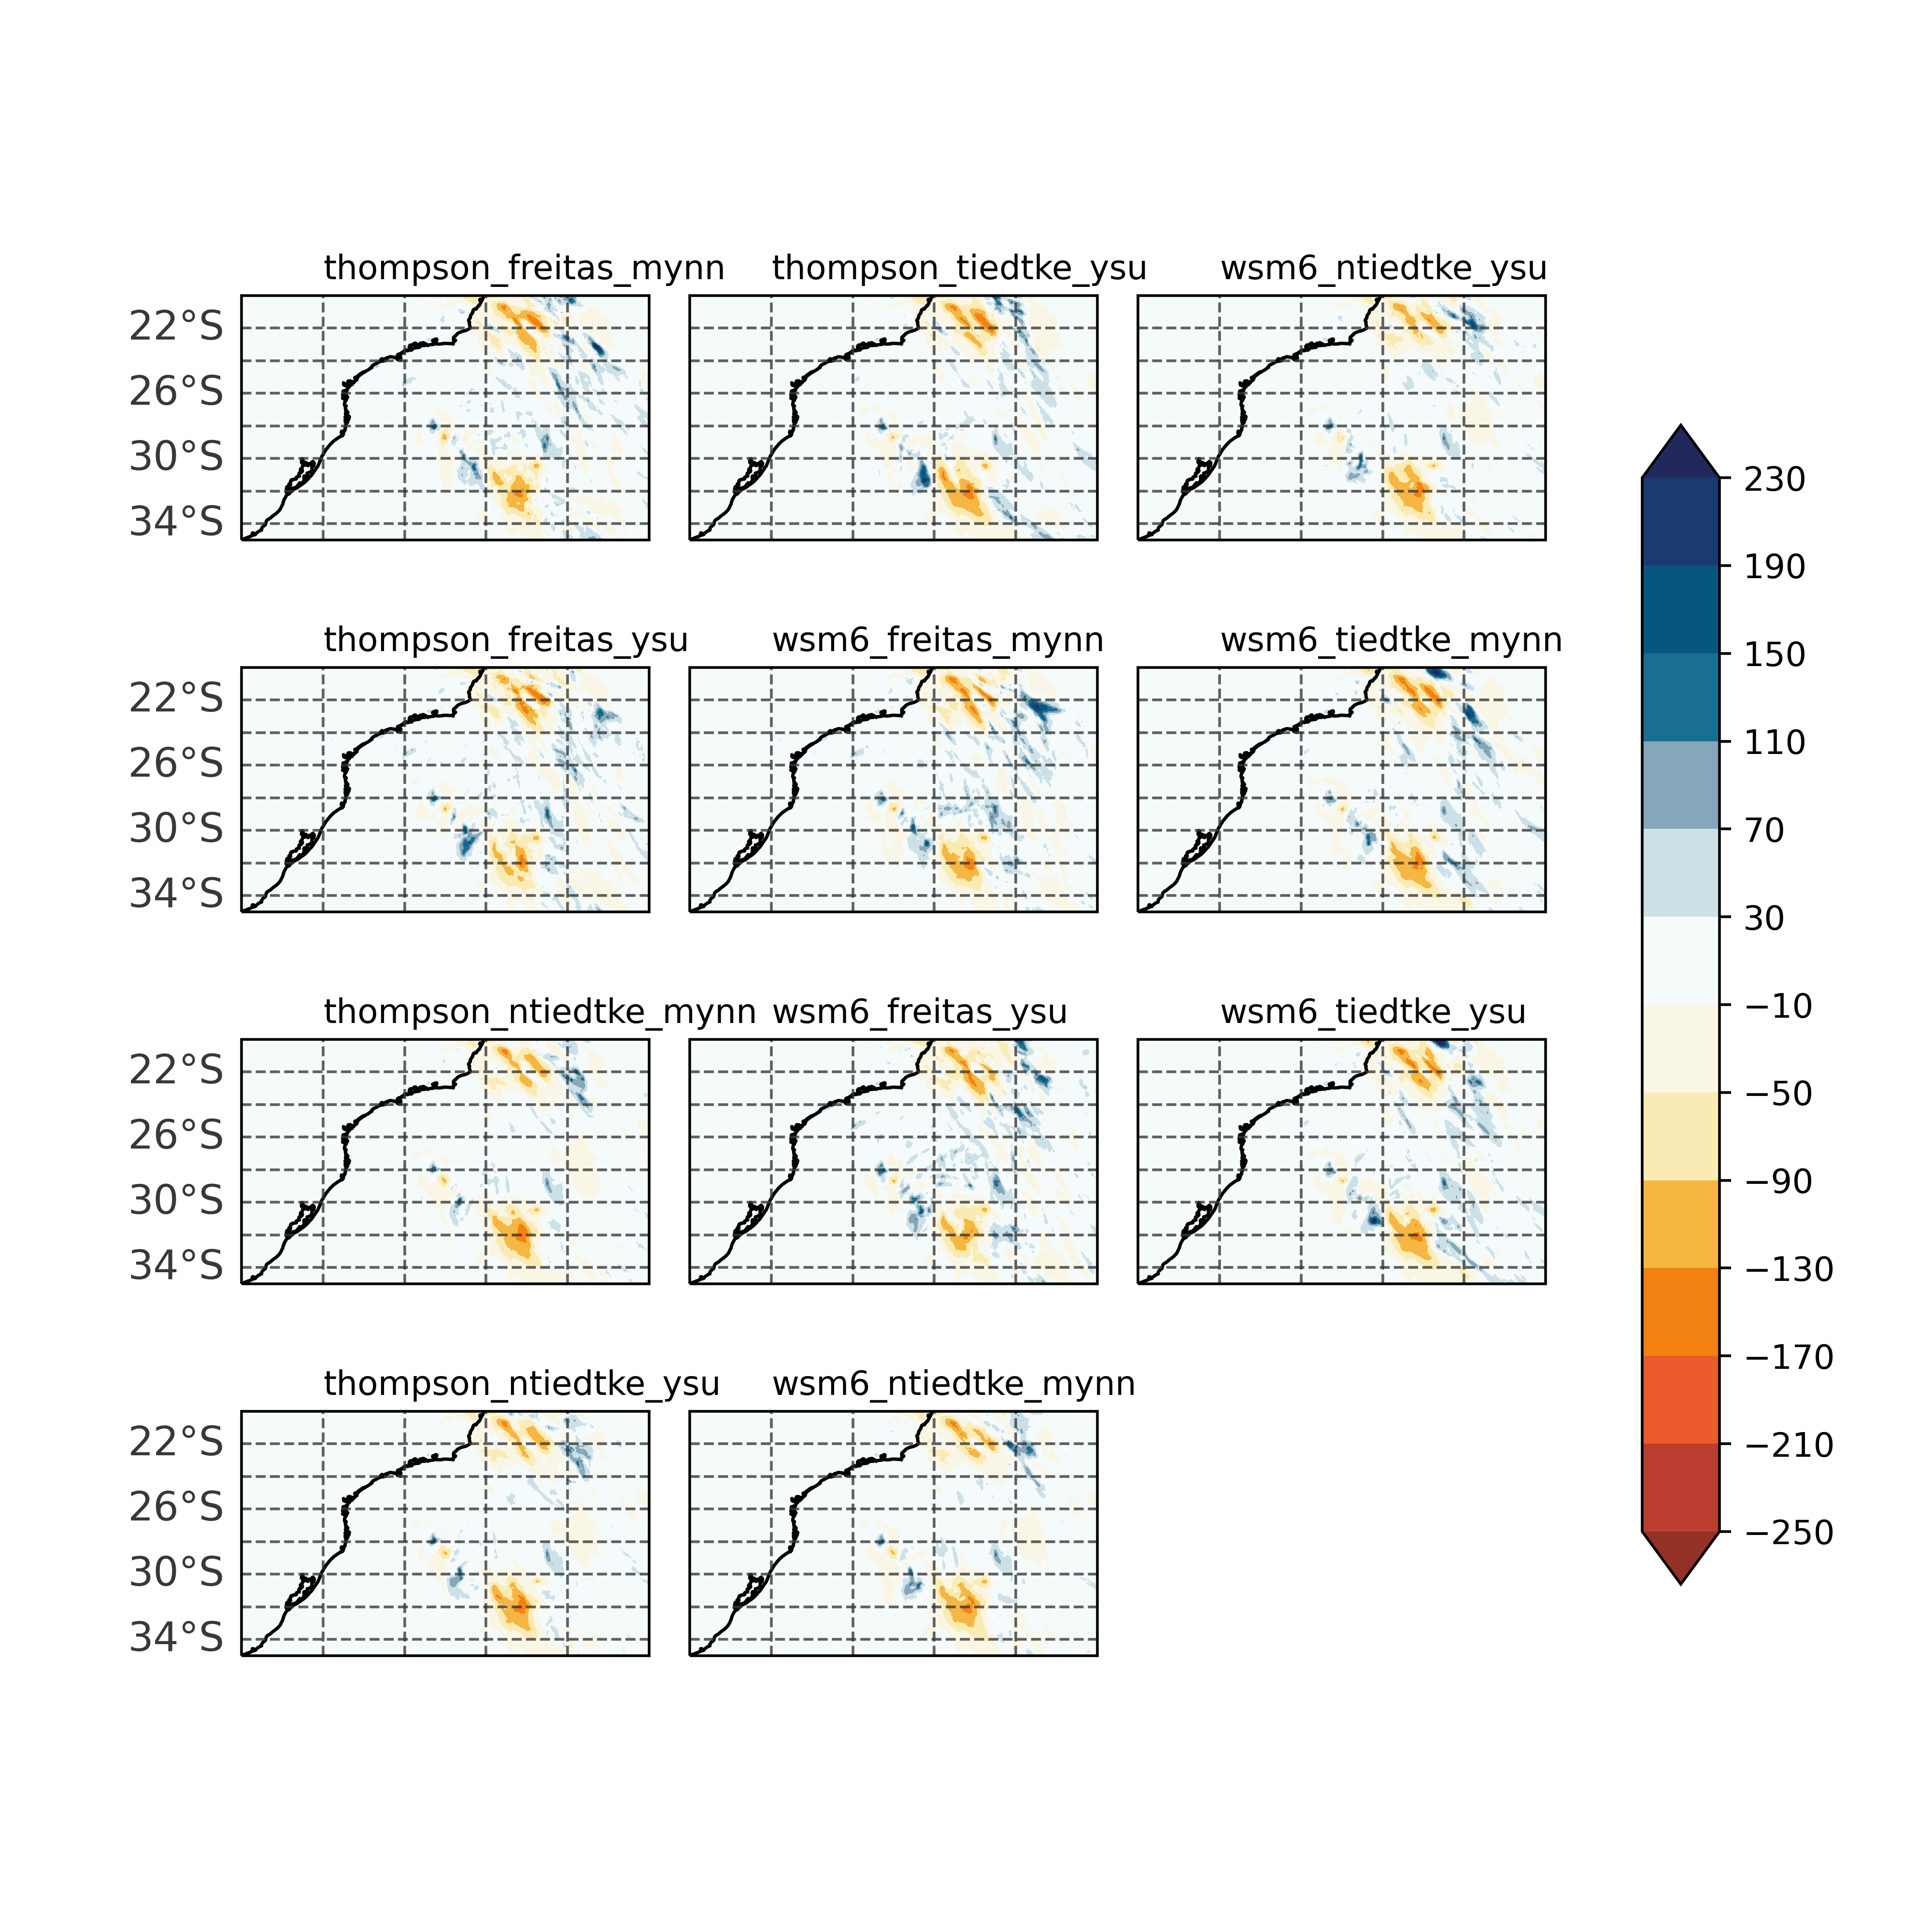 thompson_freitas_mynn thompson_tiedtke_ysu wsm6_ntiedtke_ysu
22°S
26°S
30°S
34°S
thompson_freitas_ysu wsm6_freitas_mynn wsm6_tiedtke_mynn
22°S
26°S
30°S
34°S
thompson_ntiedtke_mynn wsm6_freitas_ysu wsm6_tiedtke_ysu
22°S
26°S
30°S
34°S
thompson_ntiedtke_ysu wsm6_ntiedtke_mynn
22°S
26°S
30°S
34°S
230
190
150
110
70
30
−10
−50
−90
−130
−170
−210
−250